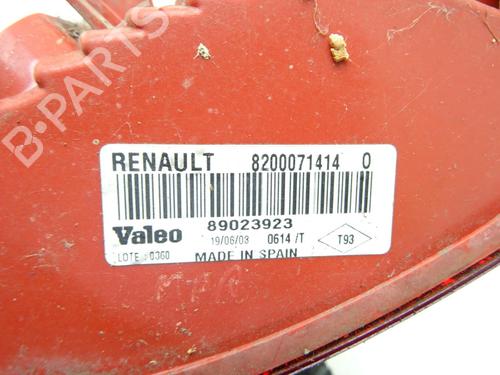 B-PARTS
RENAULT 8200071414 0
89023923
Valeo 19/06/03 0614 /T T93
LOTE : 0360 MADE IN SPAIN